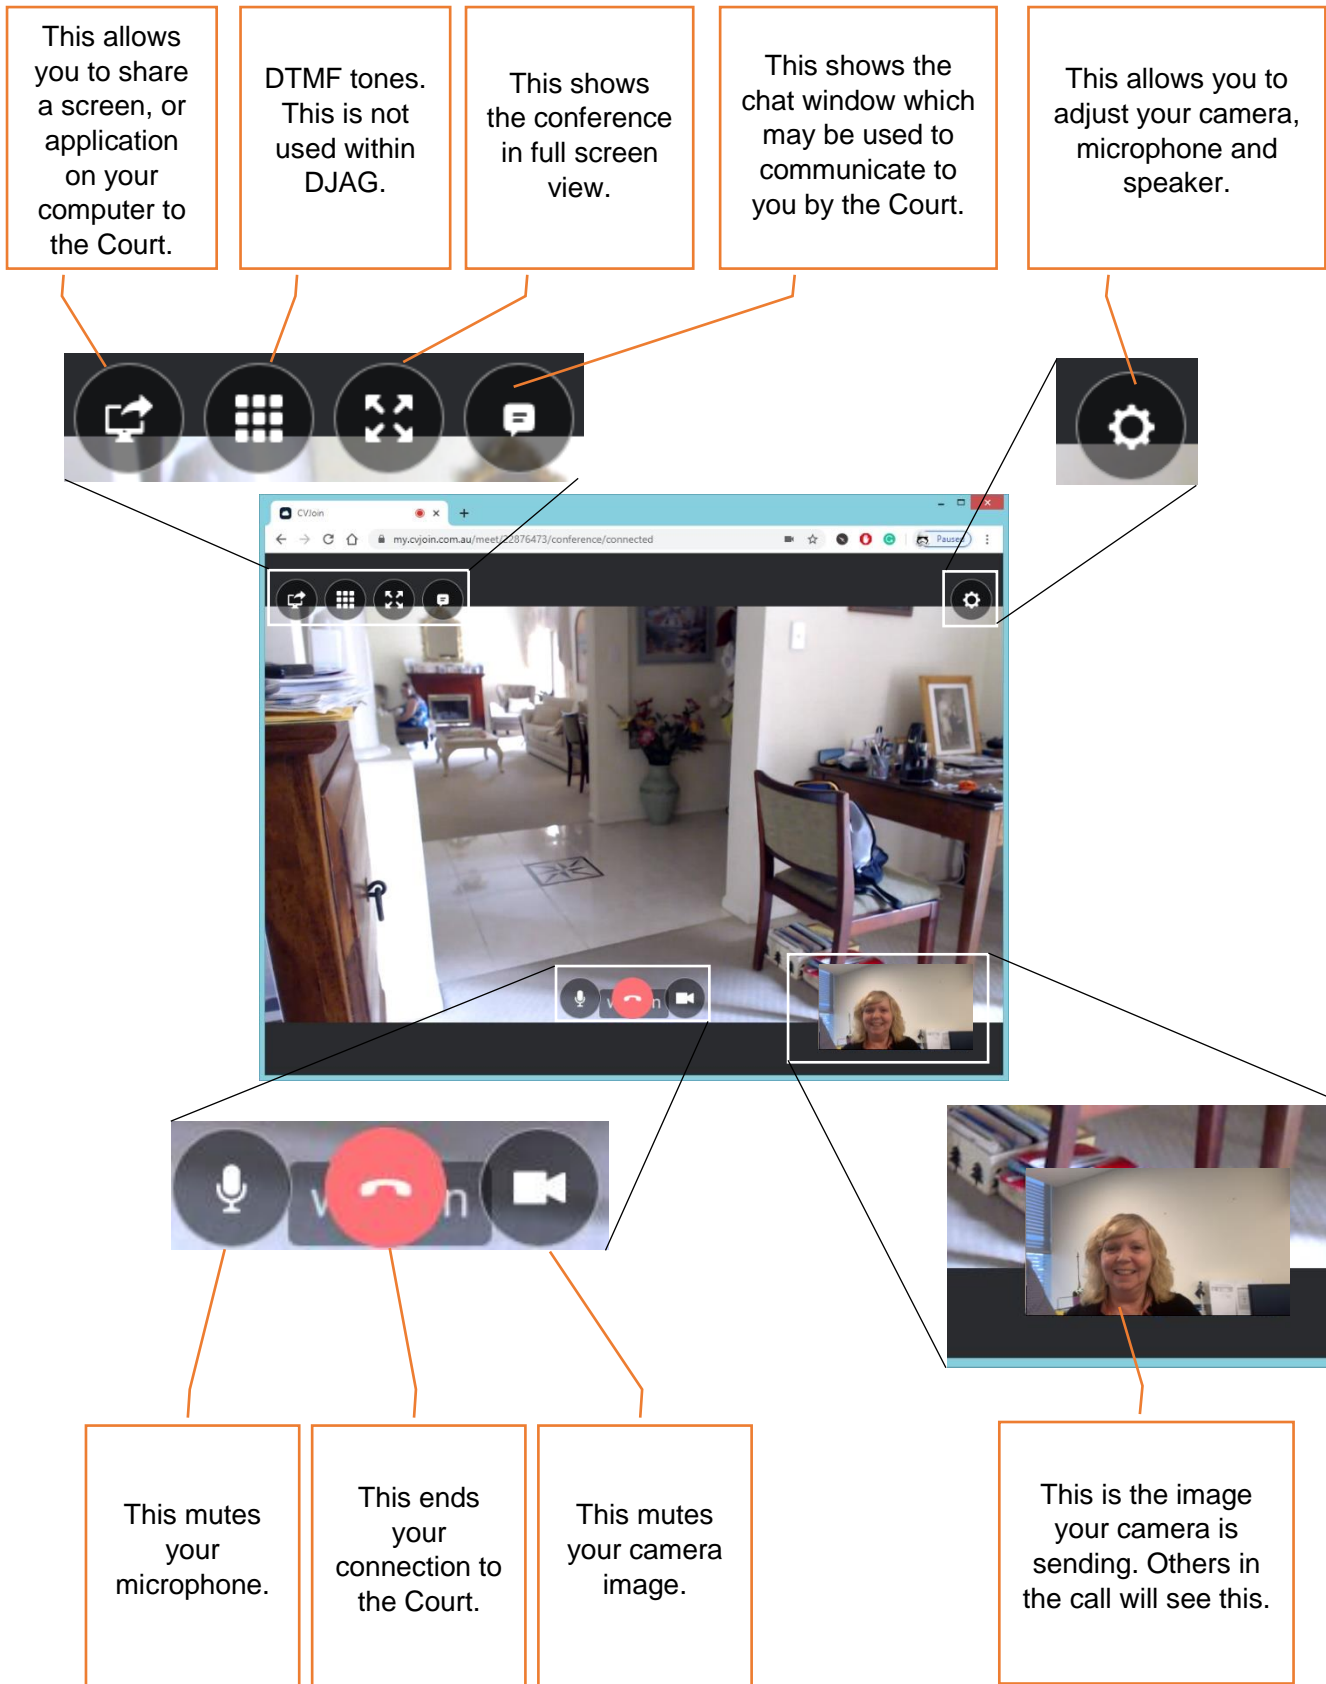 This allows
you to share
a screen, or
application
on your
computer to
the Court.
DTMF tones.
This is not
used within
DJAG.
This shows
the conference
in full screen
view.
This shows the
chat window which
may be used to
communicate to
you by the Court.
This allows you to
adjust your camera,
microphone and
speaker.
CVJoin
my.cvjoin.com.au/meet/22876473/conference/connected
Paused
This mutes
your
microphone.
This ends
your
connection to
the Court.
This mutes
your camera
image.
This is the image
your camera is
sending. Others in
the call will see this.